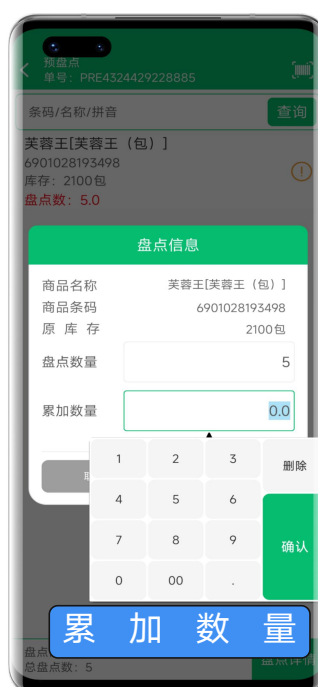 预盘点
单号: PRE4324429228885
条码/名称/拼音
查询
芙蓉王[芙蓉王（包）]
6901028193498
库存: 2100包
盘点数: 5.0
盘点信息
商品名称 芙蓉王[芙蓉王（包）]
商品条码 6901028193498
原库存 2100包
盘点数量 5
累加数量 0.0
1 2 3 删除
4 5 6
7 8 9 确认
0 00 .
累加数量
总盘点数: 5
盘点详情